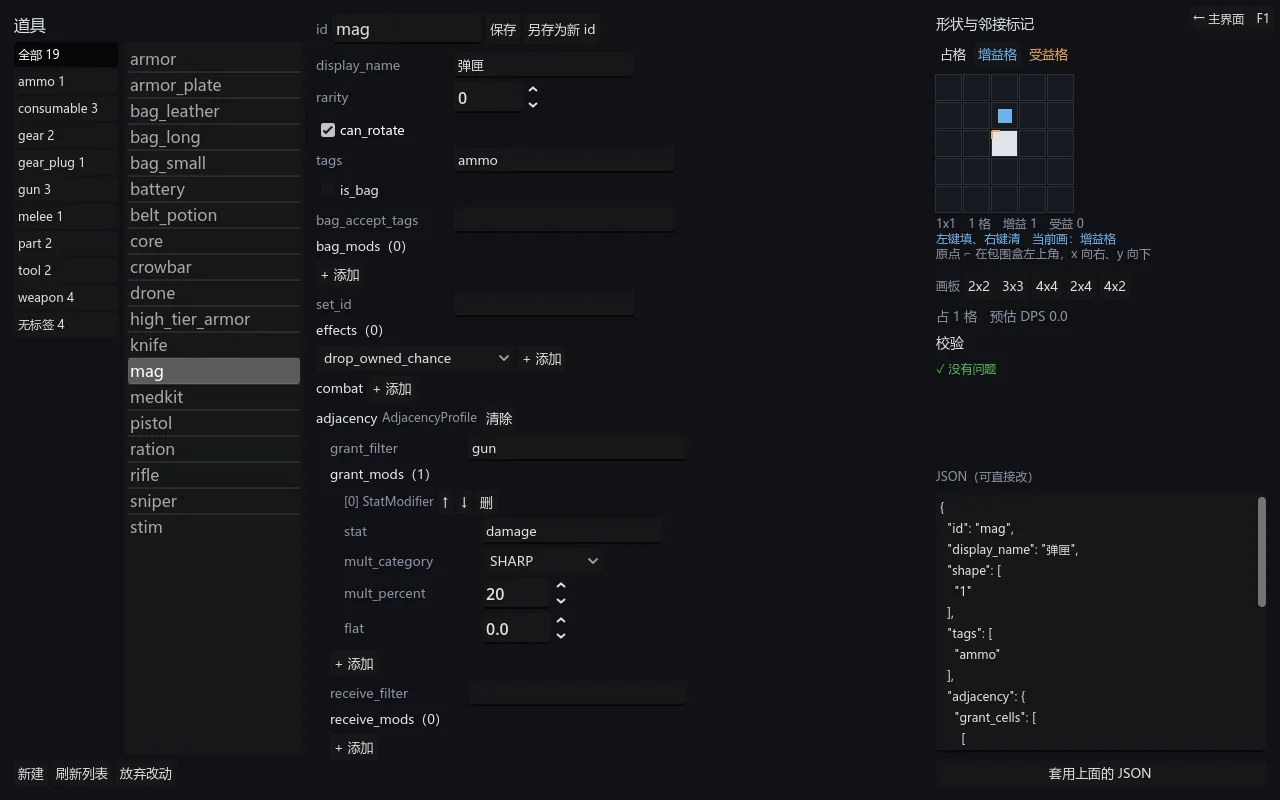 道具
全部 19
ammo 1
consumable 3
gear 2
gear_plug 1
gun 3
melee 1
part 2
tool 2
weapon 4
无标签 4
armor
armor_plate
bag_leather
bag_long
bag_small
battery
belt_potion
core
crowbar
drone
high_tier_armor
knife
mag
medkit
pistol
ration
rifle
sniper
stim
新建 刷新列表 放弃改动
id mag 保存 另存为新 id
display_name 弹匣
rarity 0
can_rotate
tags ammo
is_bag
bag_accept_tags
bag_mods (0)
+ 添加
set_id
effects (0)
drop_owned_chance + 添加
combat + 添加
adjacency AdjacencyProfile 清除
grant_filter gun
grant_mods (1)
[0] StatModifier ↑ ↓ 删
stat damage
mult_category SHARP
mult_percent 20
flat 0.0
+ 添加
receive_filter
receive_mods (0)
+ 添加
← 主界面 F1
形状与邻接标记
占格 增益格 受益格
1x1 1 格 增益 1 受益 0
左键填、右键清 当前画：增益格
原点 ⌐ 在包围盒左上角，x 向右、y 向下
画板 2x2 3x3 4x4 2x4 4x2
占 1 格 预估 DPS 0.0
校验
✓ 没有问题
JSON（可直接改）
{
"id": "mag",
"display_name": "弹匣",
"shape": [
"1"
],
"tags": [
"ammo"
],
"adjacency": {
"grant_cells": [
[
套用上面的 JSON